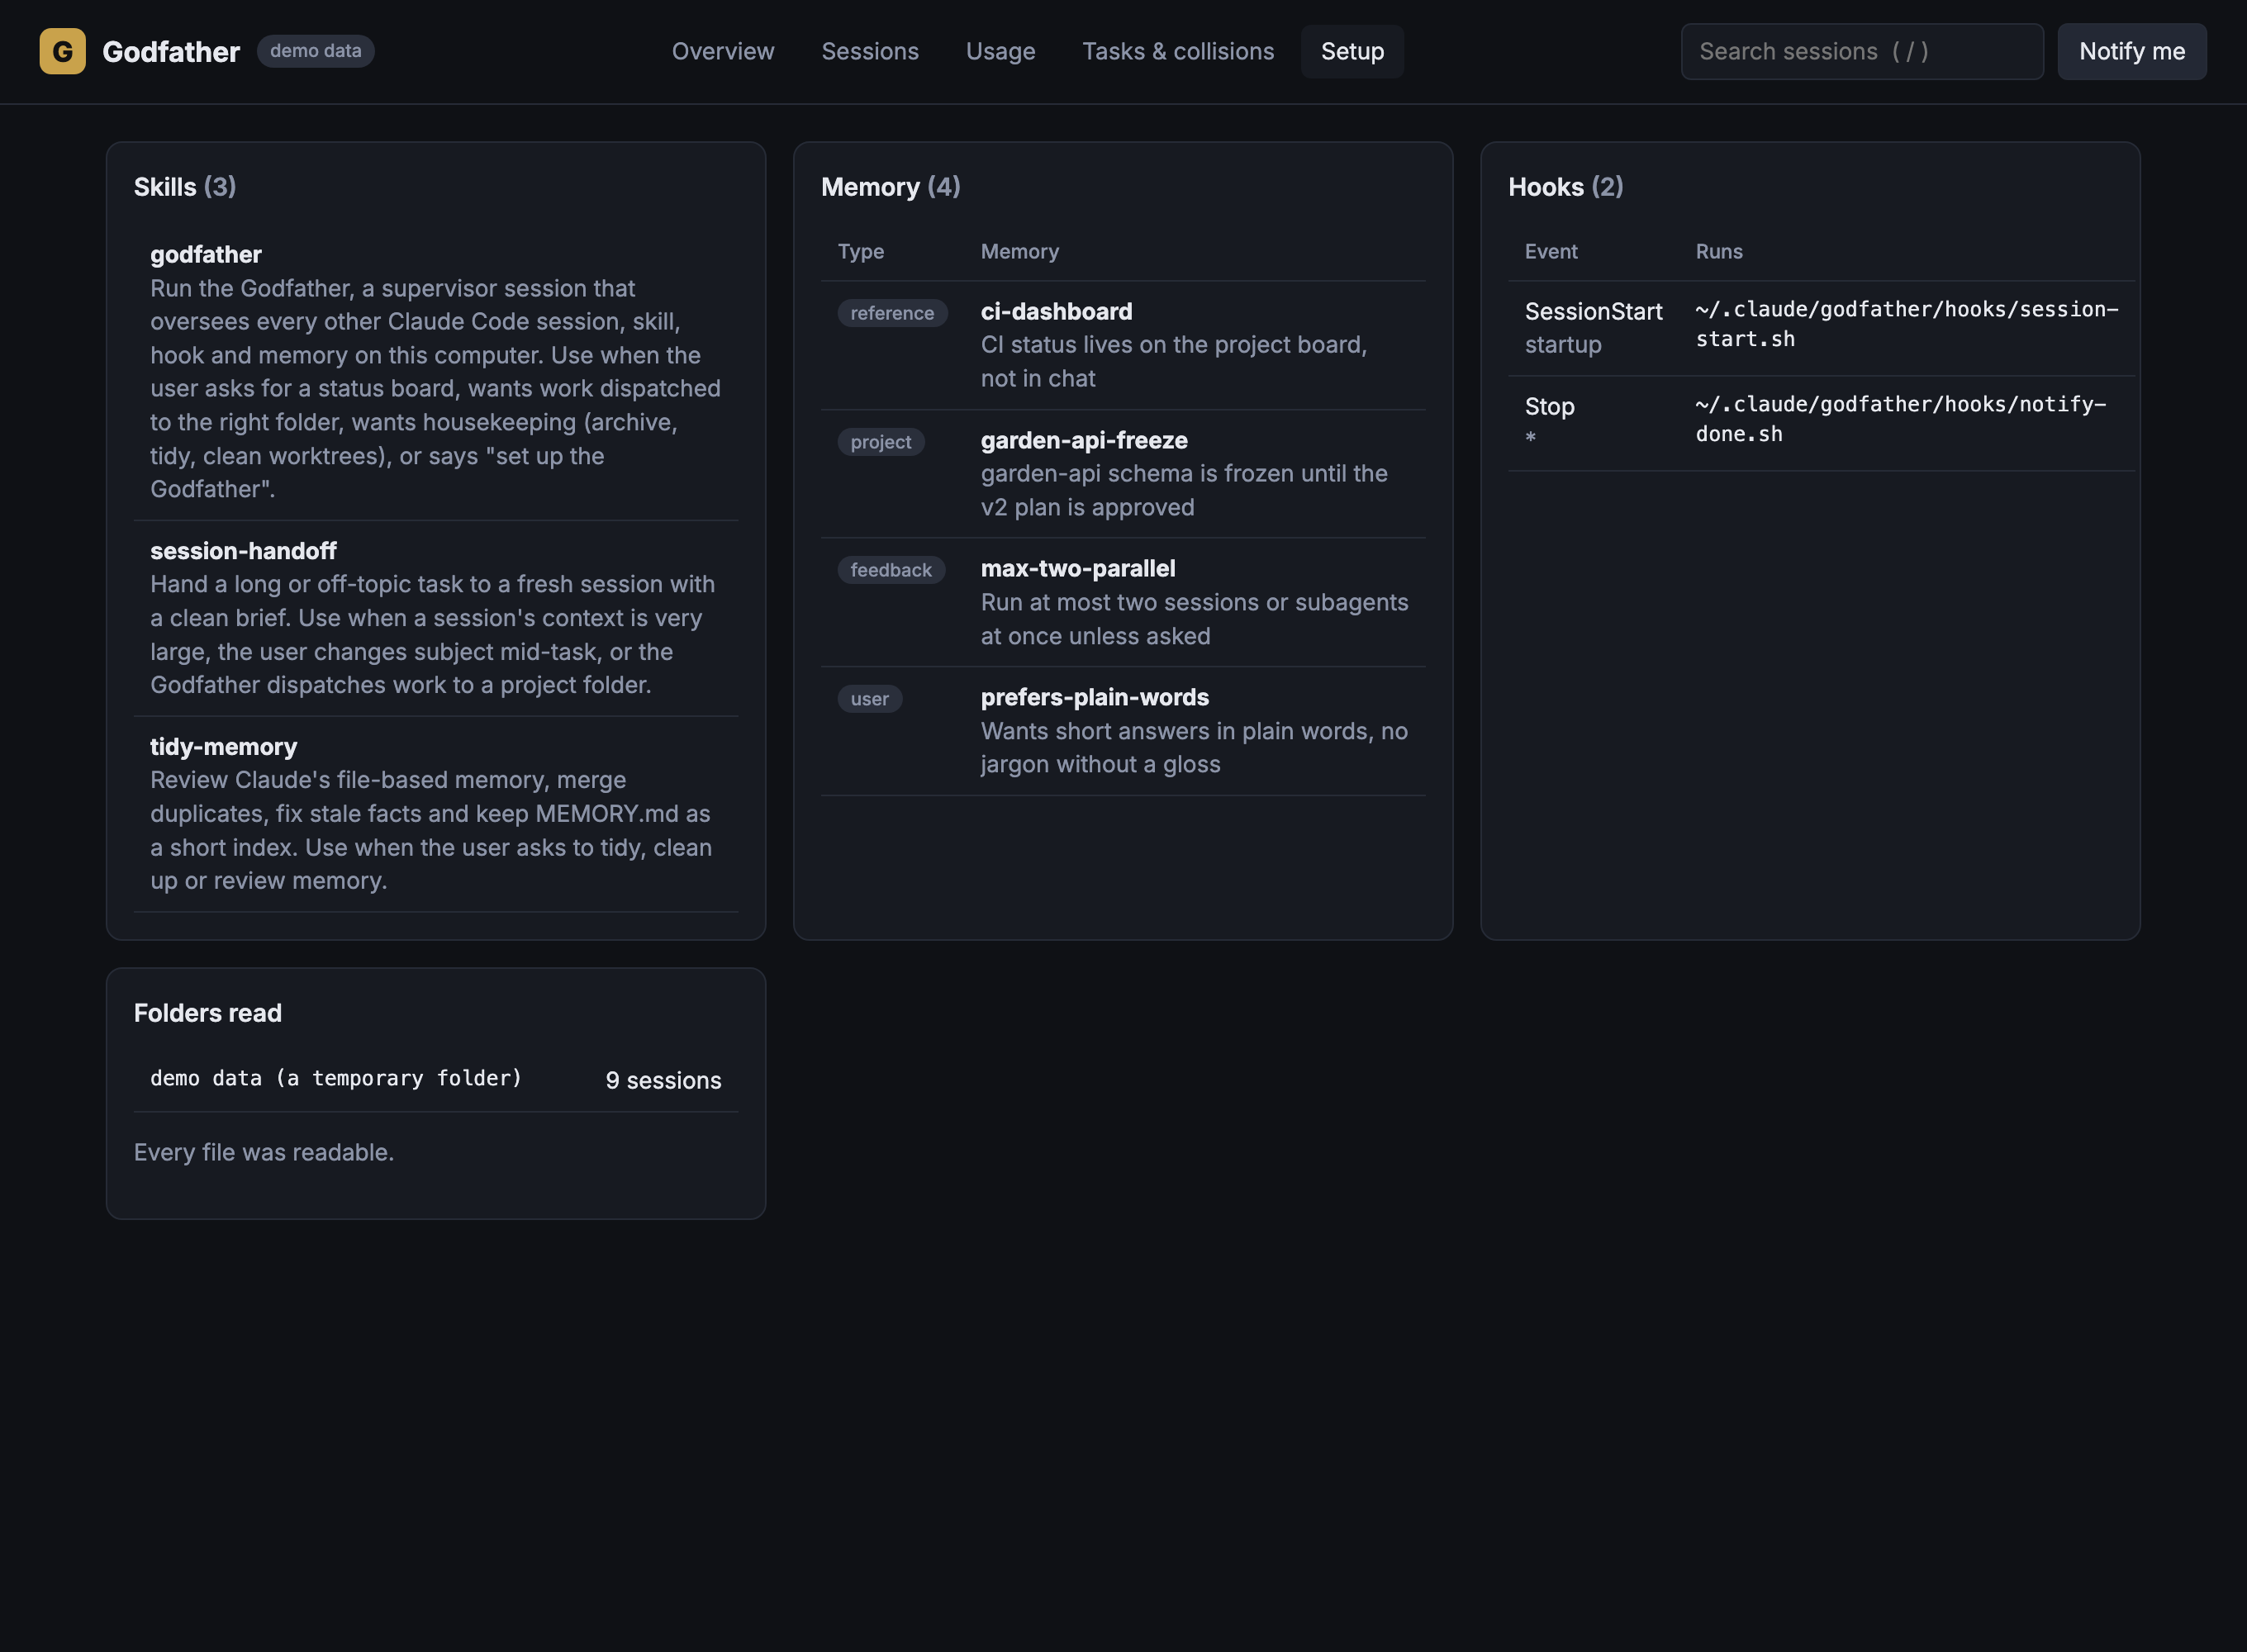 G Godfather demo data Overview Sessions Usage Tasks & collisions Setup Search sessions ( / ) Notify me
Skills (3)
godfather
Run the Godfather, a supervisor session that
oversees every other Claude Code session, skill,
hook and memory on this computer. Use when the
user asks for a status board, wants work dispatched
to the right folder, wants housekeeping (archive,
tidy, clean worktrees), or says "set up the
Godfather".
session-handoff
Hand a long or off-topic task to a fresh session with
a clean brief. Use when a session's context is very
large, the user changes subject mid-task, or the
Godfather dispatches work to a project folder.
tidy-memory
Review Claude's file-based memory, merge
duplicates, fix stale facts and keep MEMORY.md as
a short index. Use when the user asks to tidy, clean
up or review memory.
Memory (4)
Type Memory
reference ci-dashboard
CI status lives on the project board,
not in chat
project garden-api-freeze
garden-api schema is frozen until the
v2 plan is approved
feedback max-two-parallel
Run at most two sessions or subagents
at once unless asked
user prefers-plain-words
Wants short answers in plain words, no
jargon without a gloss
Hooks (2)
Event Runs
SessionStart ~/.claude/godfather/hooks/session-
startup start.sh
Stop ~/.claude/godfather/hooks/notify-
* done.sh
Folders read
demo data (a temporary folder) 9 sessions
Every file was readable.